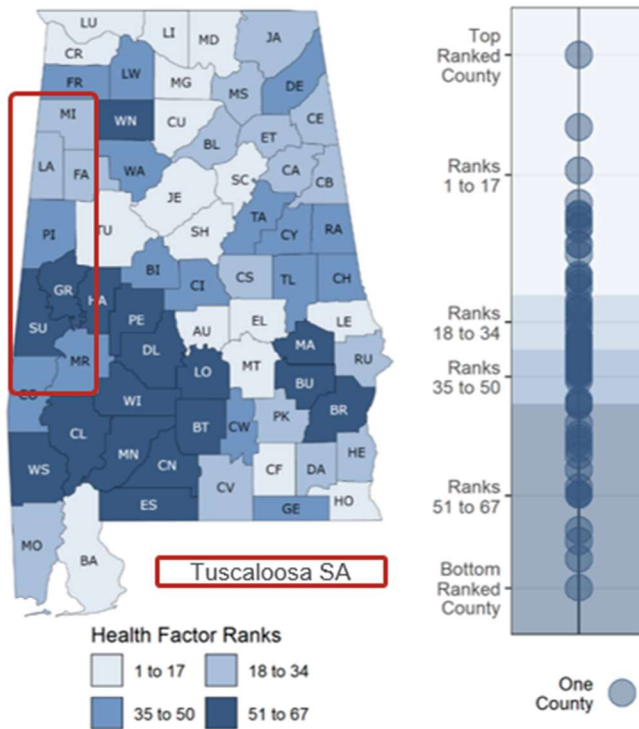 LU
LI
MD
JA
CR
FR
LW
MG
MS
DE
MI
WN
CU
BL
ET
CE
LA
FA
WA
JE
SC
CA
CB
PI
TU
SH
TA
CY
RA
GR
HA
BI
CI
CS
TL
CH
SU
PE
AU
EL
LE
MR
DL
LO
MT
MA
RU
WI
BU
BR
CL
BT
CW
PK
WS
MN
CN
CF
DA
HE
ES
CV
GE
HO
MO
BA
Tuscaloosa SA
Health Factor Ranks
1 to 17
18 to 34
35 to 50
51 to 67
Top
Ranked
County
Ranks
1 to 17
Ranks
18 to 34
Ranks
35 to 50
Ranks
51 to 67
Bottom
Ranked
County
One
County